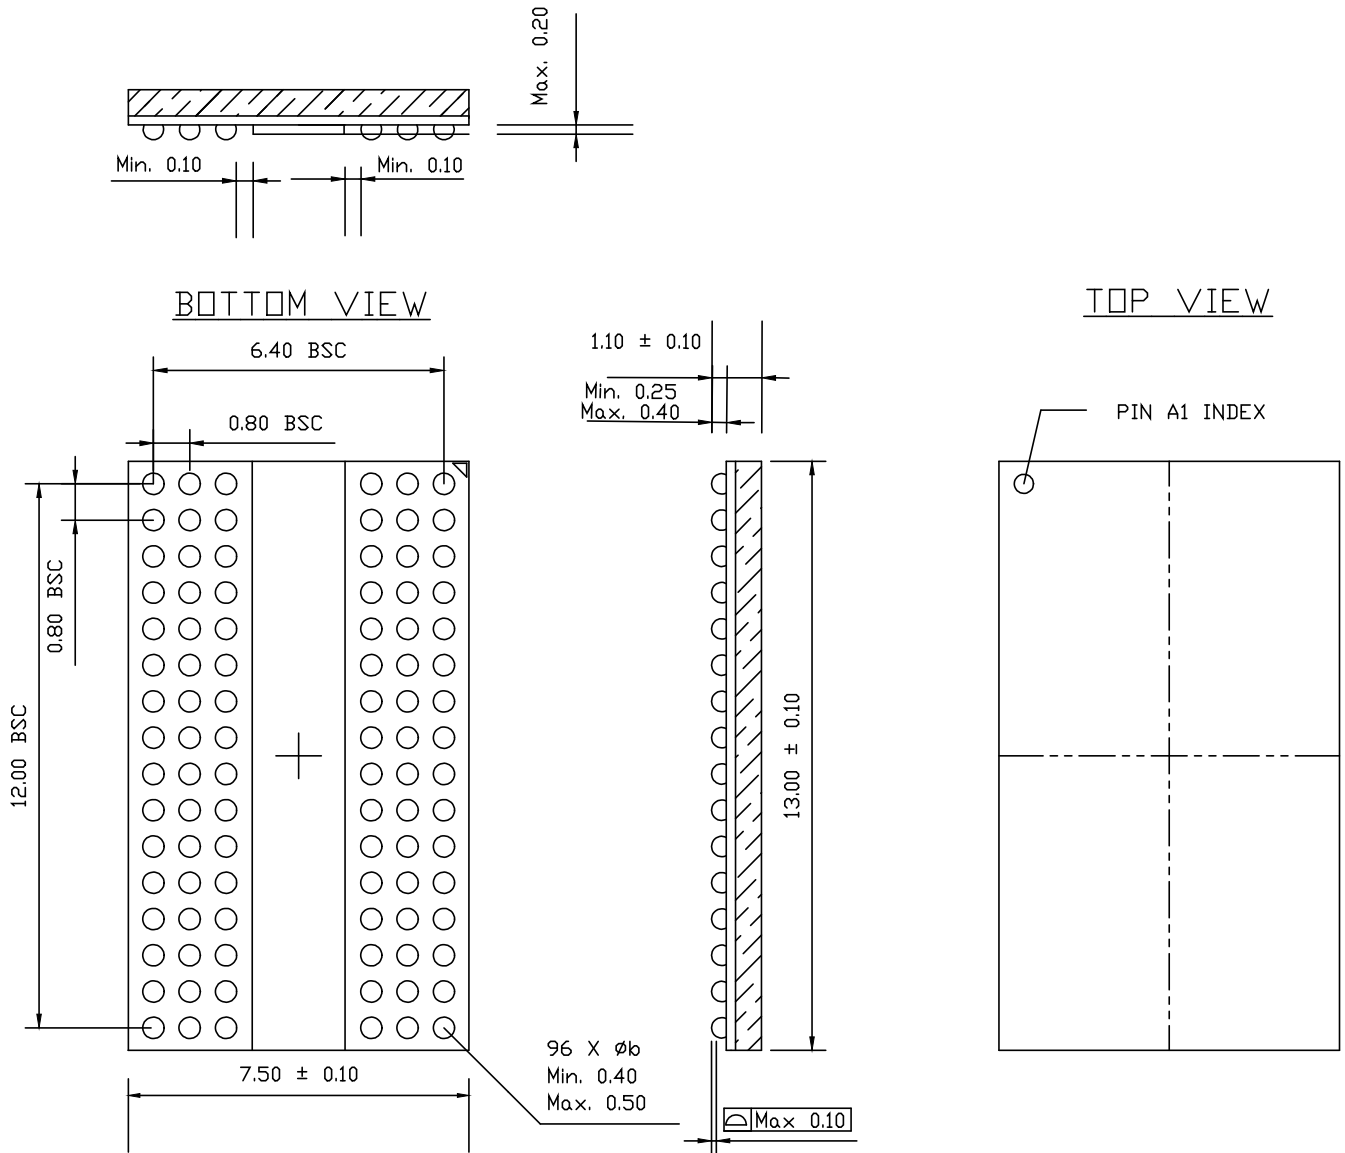 Max. 0.20
Min. 0.10
Min. 0.10
BOTTOM VIEW
TOP VIEW
6.40 BSC
1.10 ± 0.10
Min. 0.25
Max. 0.40
0.80 BSC
PIN A1 INDEX
0.80 BSC
12.00 BSC
13.00 ± 0.10
96 X Øb
Min. 0.40
Max. 0.50
7.50 ± 0.10
Max 0.10